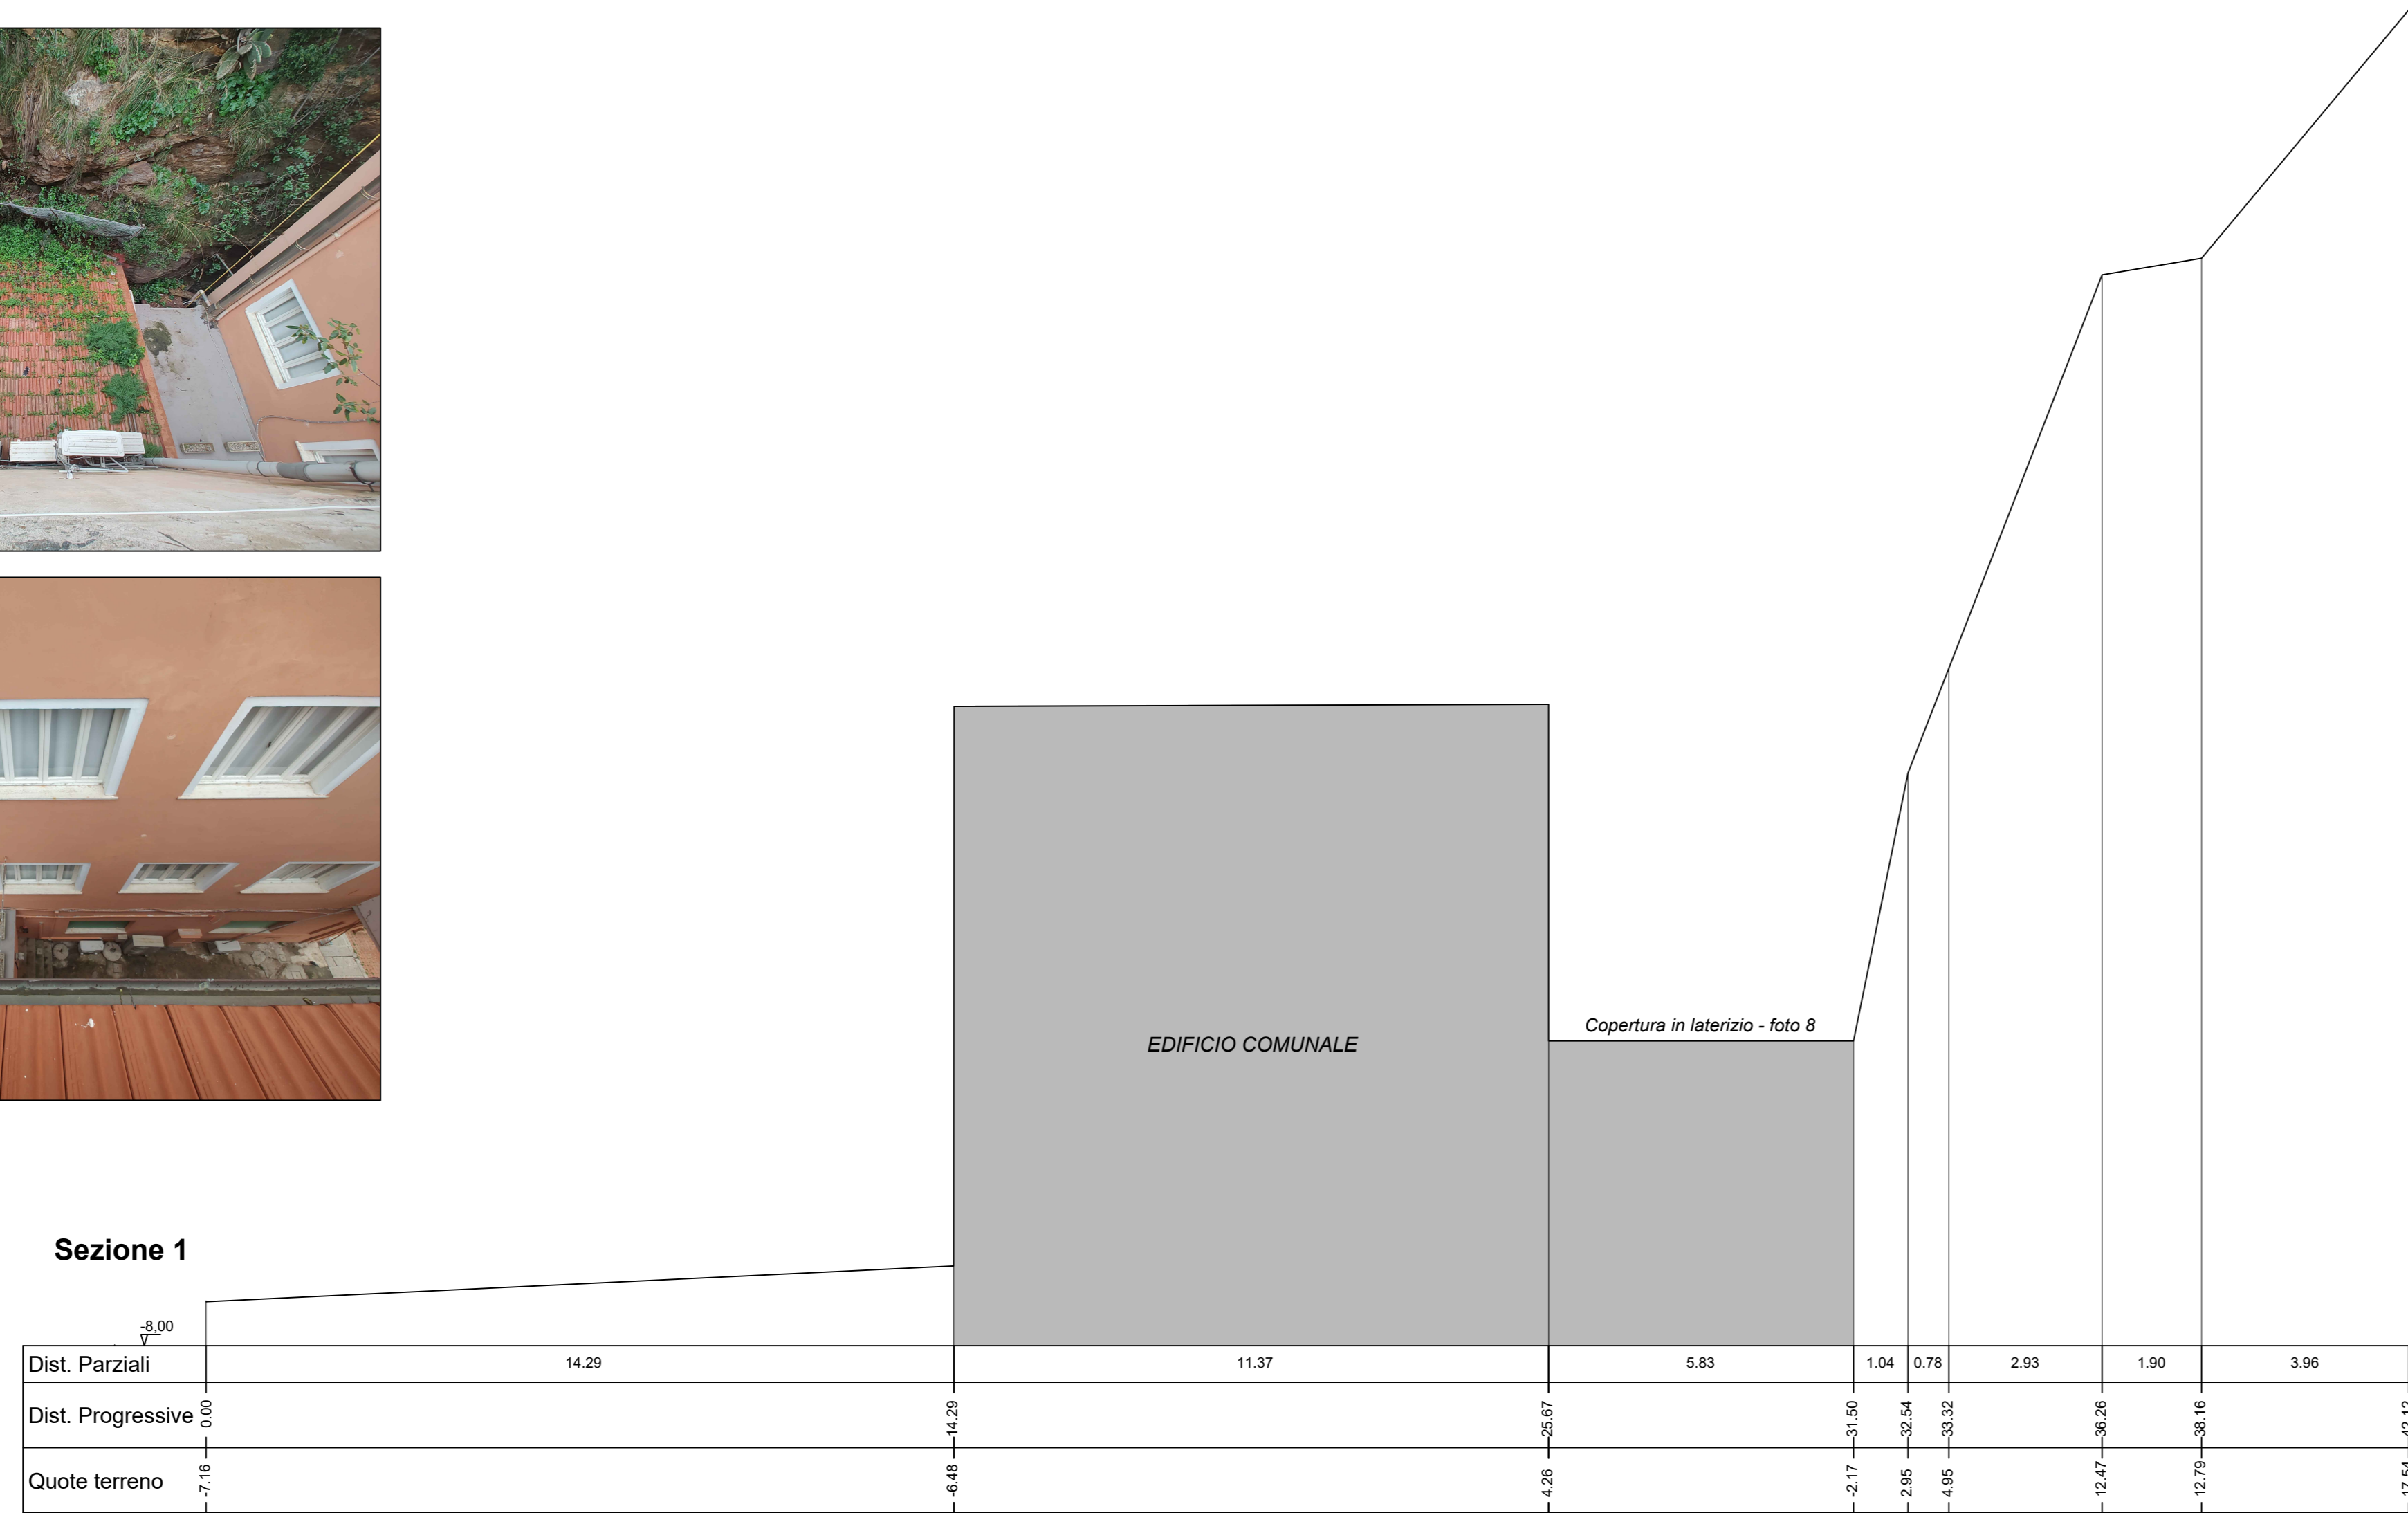 EDIFICIO COMUNALE
Copertura in laterizio - foto 8
Sezione 1
-8,00
Dist. Parziali 14.29 11.37 5.83 1.04 0.78 2.93 1.90 3.96
Dist. Progressive 0.00 14.29 25.67 31.50 32.54 33.32 36.26 38.16
Quote terreno -7.16 -6.48 4.26 -2.17 2.95 4.95 12.47 12.79